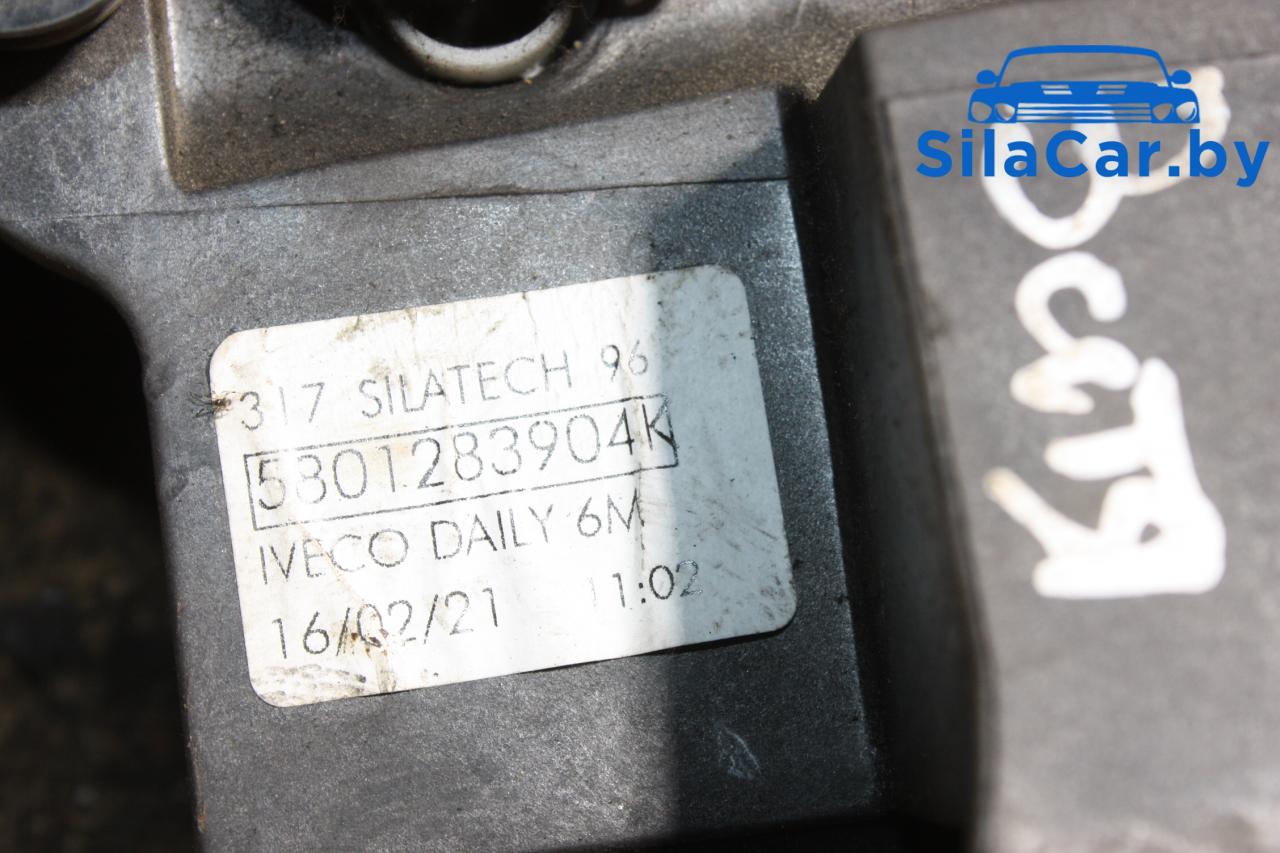 SilaCar.by
317 SILATECH 96
5801283904K
IVECO DAILY 6M
16/02/21 11:02